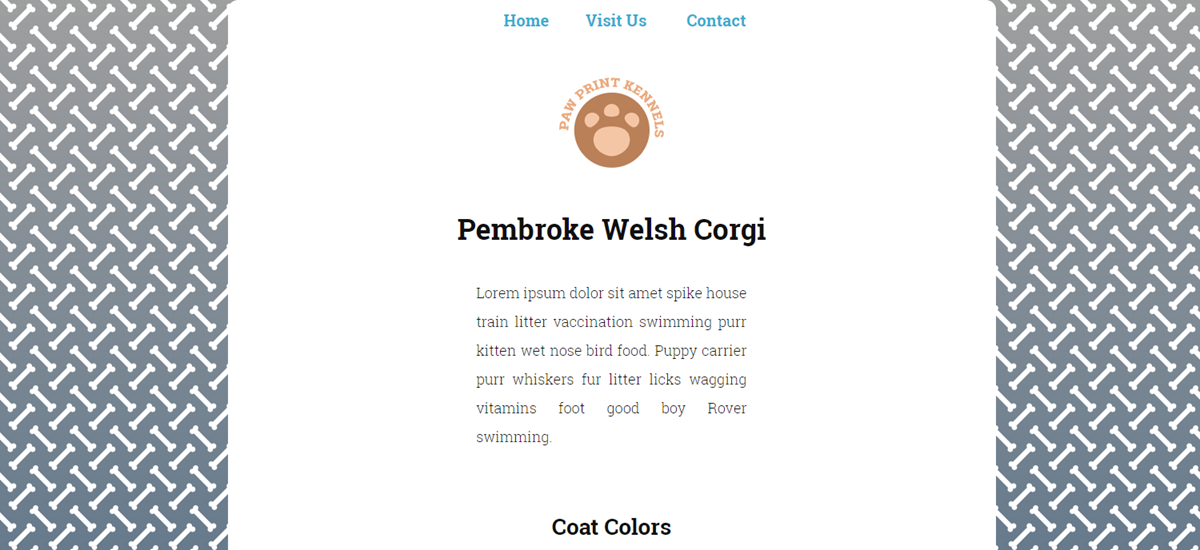 Home Visit Us Contact
PAW PRINT KENNELS
Pembroke Welsh Corgi
Lorem ipsum dolor sit amet spike house
train litter vaccination swimming purr
kitten wet nose bird food. Puppy carrier
purr whiskers fur litter licks wagging
vitamins foot good boy Rover
swimming.
Coat Colors